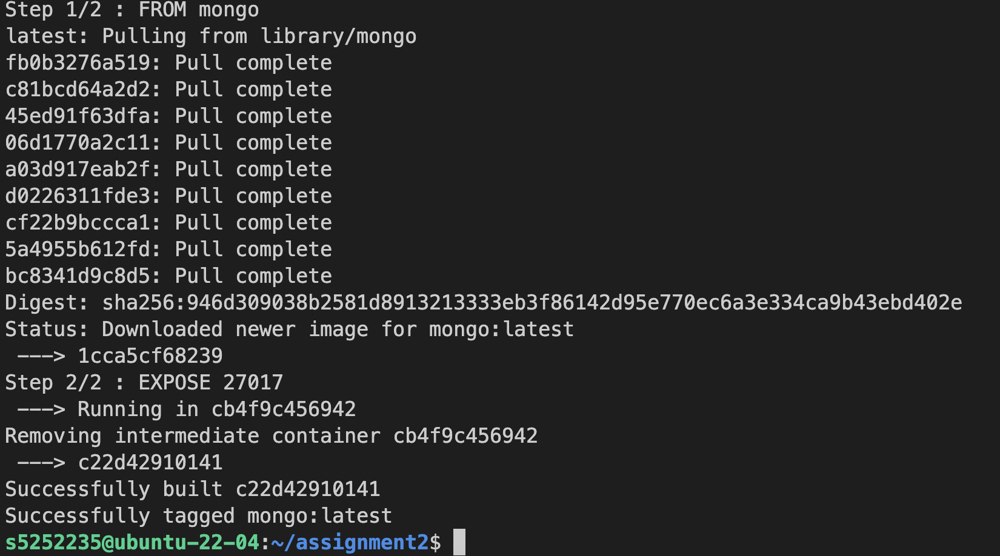 Step 1/2 : FROM mongo
latest: Pulling from library/mongo
fb0b3276a519: Pull complete
c81bcd64a2d2: Pull complete
45ed91f63dfa: Pull complete
06d1770a2c11: Pull complete
a03d917eab2f: Pull complete
d0226311fde3: Pull complete
cf22b9bccca1: Pull complete
5a4955b612fd: Pull complete
bc8341d9c8d5: Pull complete
Digest: sha256:946d309038b2581d8913213333eb3f86142d95e770ec6a3e334ca9b43ebd402e
Status: Downloaded newer image for mongo:latest
 ---> 1cca5cf68239
Step 2/2 : EXPOSE 27017
 ---> Running in cb4f9c456942
Removing intermediate container cb4f9c456942
 ---> c22d42910141
Successfully built c22d42910141
Successfully tagged mongo:latest
s5252235@ubuntu-22-04:~/assignment2$